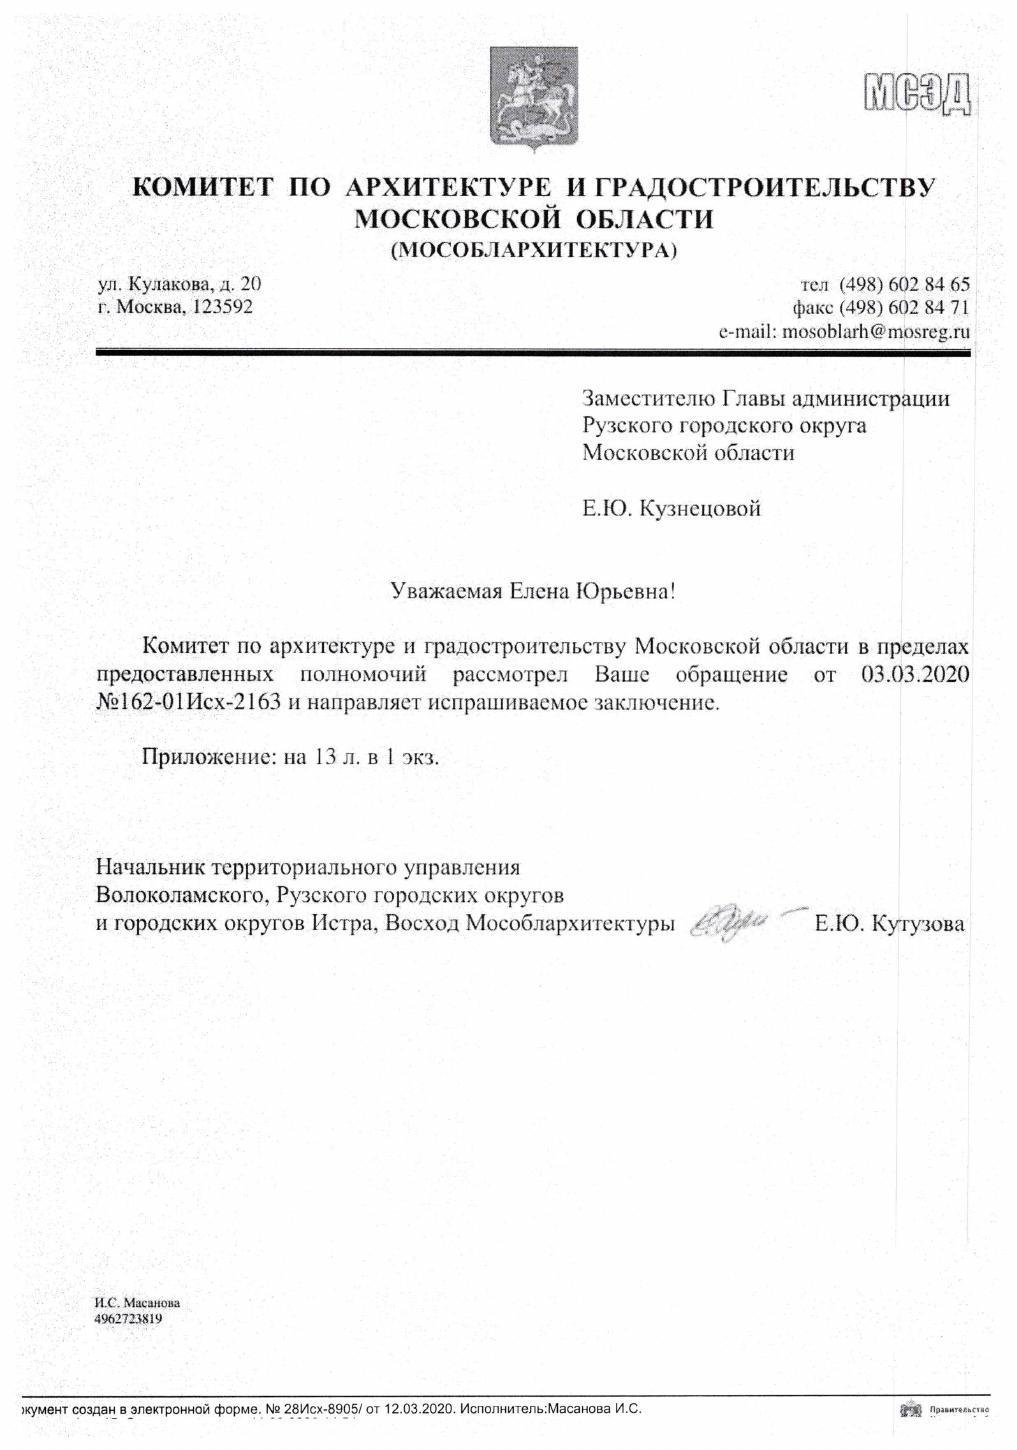 МСЭД
КОМИТЕТ ПО АРХИТЕКТУРЕ И ГРАДОСТРОИТЕЛЬСТВУ
МОСКОВСКОЙ ОБЛАСТИ
(МОСОБЛАРХИТЕКТУРА)
ул. Кулакова, д. 20
г. Москва, 123592
тел (498) 602 84 65
факс (498) 602 84 71
e-mail: mosoblarh@mosreg.ru
Заместителю Главы администрации
Рузского городского округа
Московской области
Е.Ю. Кузнецовой
Уважаемая Елена Юрьевна!
Комитет по архитектуре и градостроительству Московской области в пределах
предоставленных полномочий рассмотрел Ваше обращение от 03.03.2020
№162-01Исх-2163 и направляет испрашиваемое заключение.
Приложение: на 13 л. в 1 экз.
Начальник территориального управления
Волоколамского, Рузского городских округов
и городских округов Истра, Восход Мособлархитектуры Е.Ю. Кутузова
И.С. Масанова
4962723819
кумент создан в электронной форме. № 28Исх-8905/ от 12.03.2020. Исполнитель:Масанова И.С.
Правительство